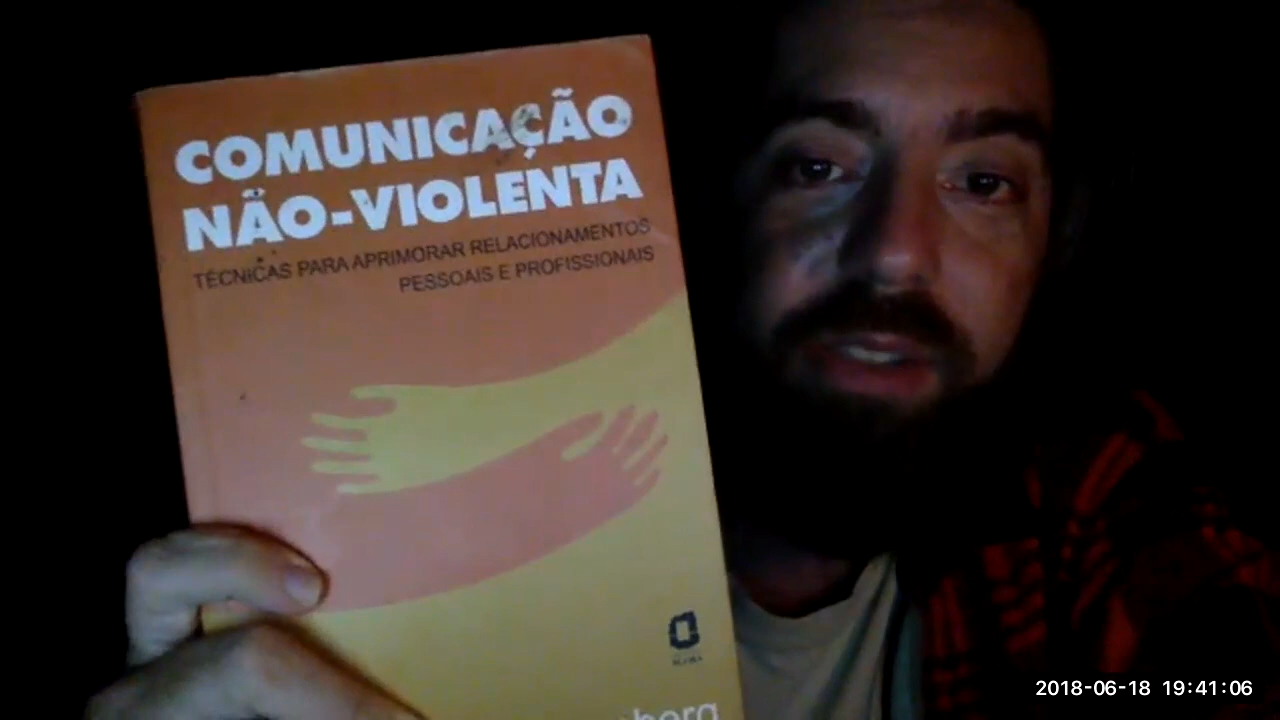 COMUNICAÇÃO
NÃO-VIOLENTA
TÉCNICAS PARA APRIMORAR RELACIONAMENTOS
PESSOAIS E PROFISSIONAIS
2018-06-18 19:41:06